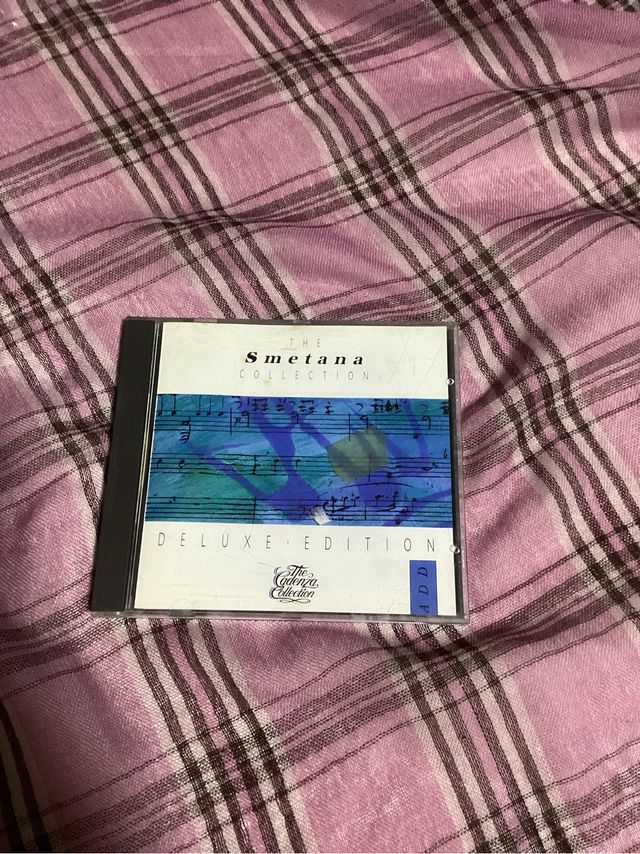 THE
Smetana
COLLECTION
DELUXE · EDITION
The
Cadenza
Collection
ADD